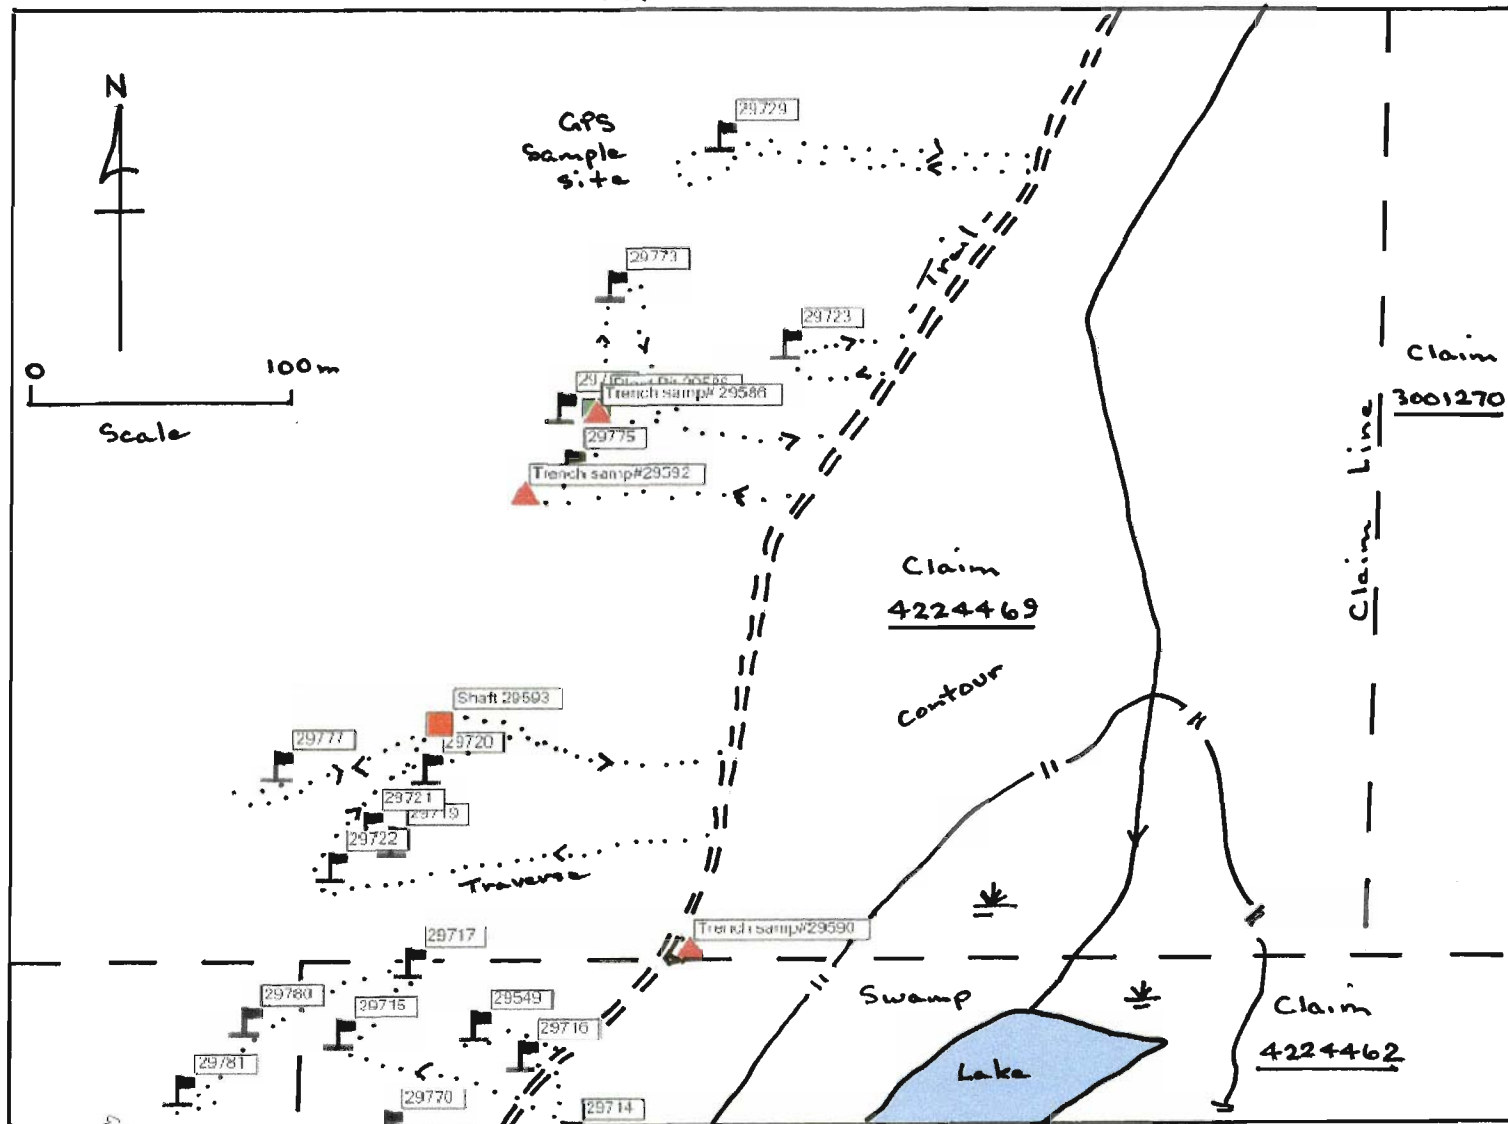 N
GPS
Sample
site
29729
29773
Trail
29723
0
100m
Scale
Claim
3001270
Trench samp# 29586
29775
Trench samp#29592
Claim Line
Claim
4224469
Contour
Shaft 29593
29777
29720
29721
29719
29722
Traverse
Trench samp#29590
29717
Swamp
29780
29715
29549
29716
Claim
4224462
Lake
29781
29770
29714